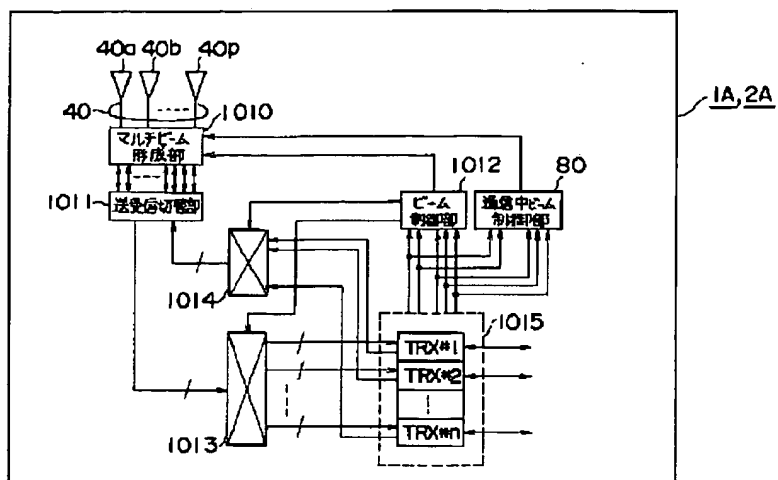 40a 40b 40p
1A, 2A
40
1010
マルチビーム
形成部
1012
80
1011
送受信切替部
ビーム
制御部
通信中ビーム
制御部
1014
1015
TRX#1
TRX#2
TRX#n
1013